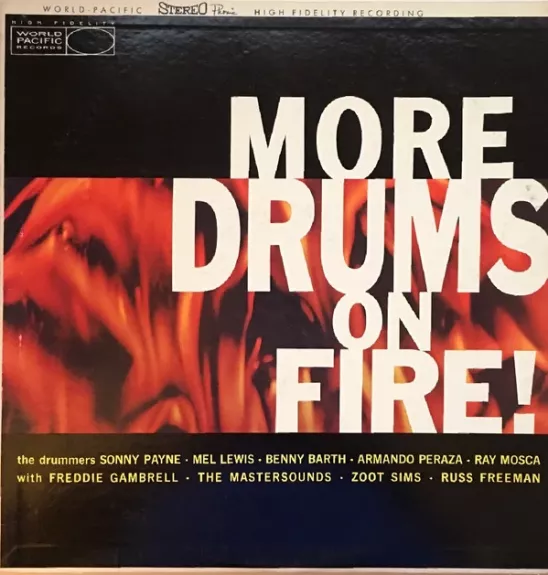 WORLD-PACIFIC STEREO Phonic HIGH FIDELITY RECORDING
HIGH FIDELITY
WORLD
PACIFIC
RECORDS
MORE
DRUMS
ON
FIRE!
the drummers SONNY PAYNE · MEL LEWIS · BENNY BARTH · ARMANDO PERAZA · RAY MOSCA
with FREDDIE GAMBRELL · THE MASTERSOUNDS · ZOOT SIMS · RUSS FREEMAN